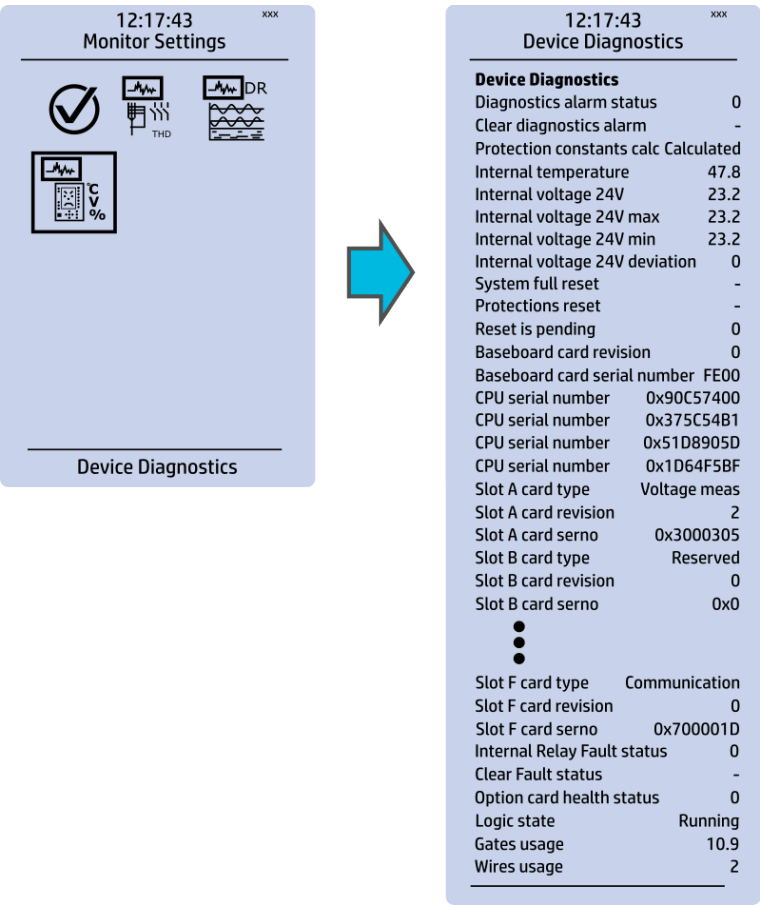 12:17:43 xxx
Monitor Settings
DR
THD
°C
V
%
Device Diagnostics
12:17:43 xxx
Device Diagnostics
Device Diagnostics
Diagnostics alarm status 0
Clear diagnostics alarm -
Protection constants calc Calculated
Internal temperature 47.8
Internal voltage 24V 23.2
Internal voltage 24V max 23.2
Internal voltage 24V min 23.2
Internal voltage 24V deviation 0
System full reset -
Protections reset -
Reset is pending 0
Baseboard card revision 0
Baseboard card serial number FE00
CPU serial number 0x90C57400
CPU serial number 0x375C54B1
CPU serial number 0x51D8905D
CPU serial number 0x1D64F5BF
Slot A card type Voltage meas
Slot A card revision 2
Slot A card serno 0x3000305
Slot B card type Reserved
Slot B card revision 0
Slot B card serno 0x0
Slot F card type Communication
Slot F card revision 0
Slot F card serno 0x700001D
Internal Relay Fault status 0
Clear Fault status -
Option card health status 0
Logic state Running
Gates usage 10.9
Wires usage 2